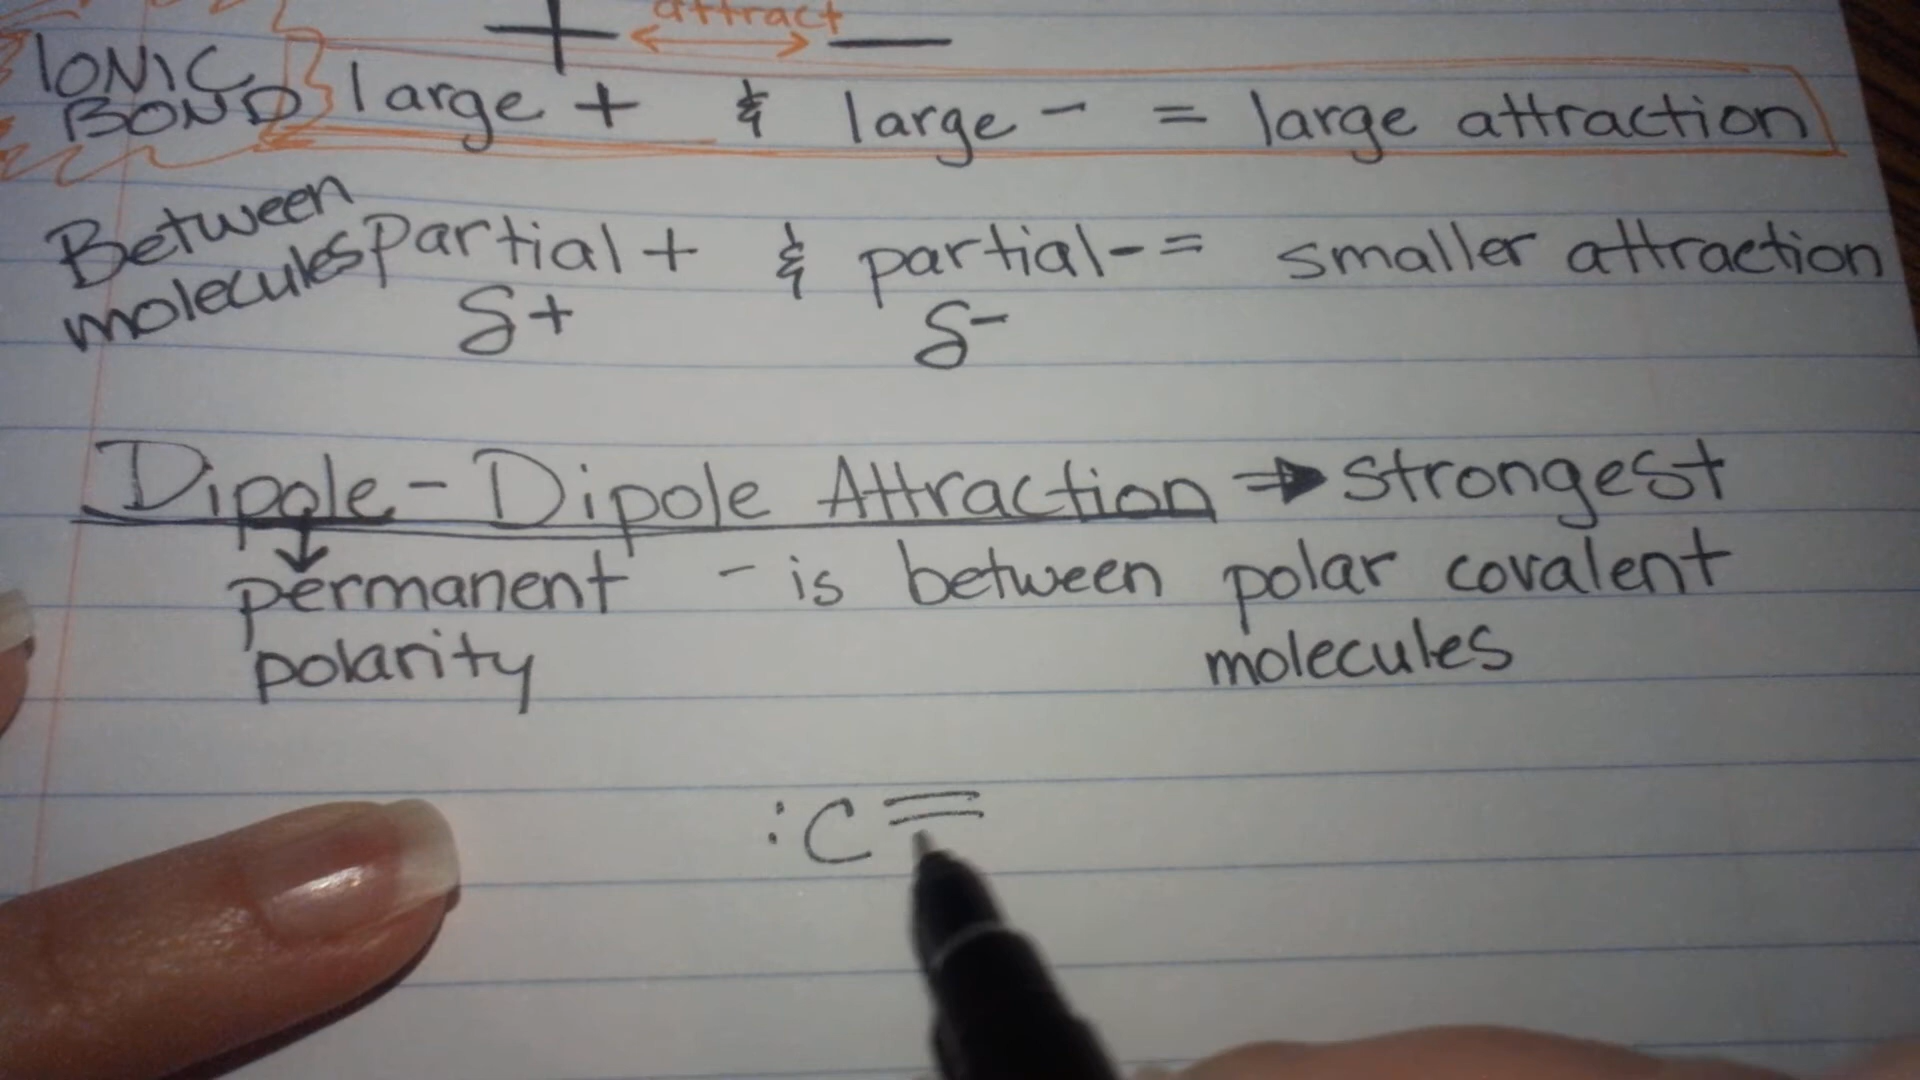 + attract —
IONIC BOND large + & large - = large attraction
Between molecules partial + & partial - = smaller attraction
δ+ δ-
Dipole-Dipole Attraction → strongest
↓
permanent - is between polar covalent
polarity molecules
:C=